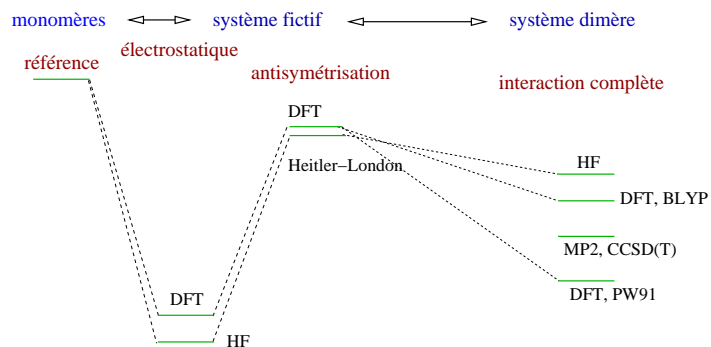 monomères
système fictif
système dimère
électrostatique
référence
antisymétrisation
interaction complète
DFT
Heitler−London
HF
DFT, BLYP
MP2, CCSD(T)
DFT, PW91
DFT
HF